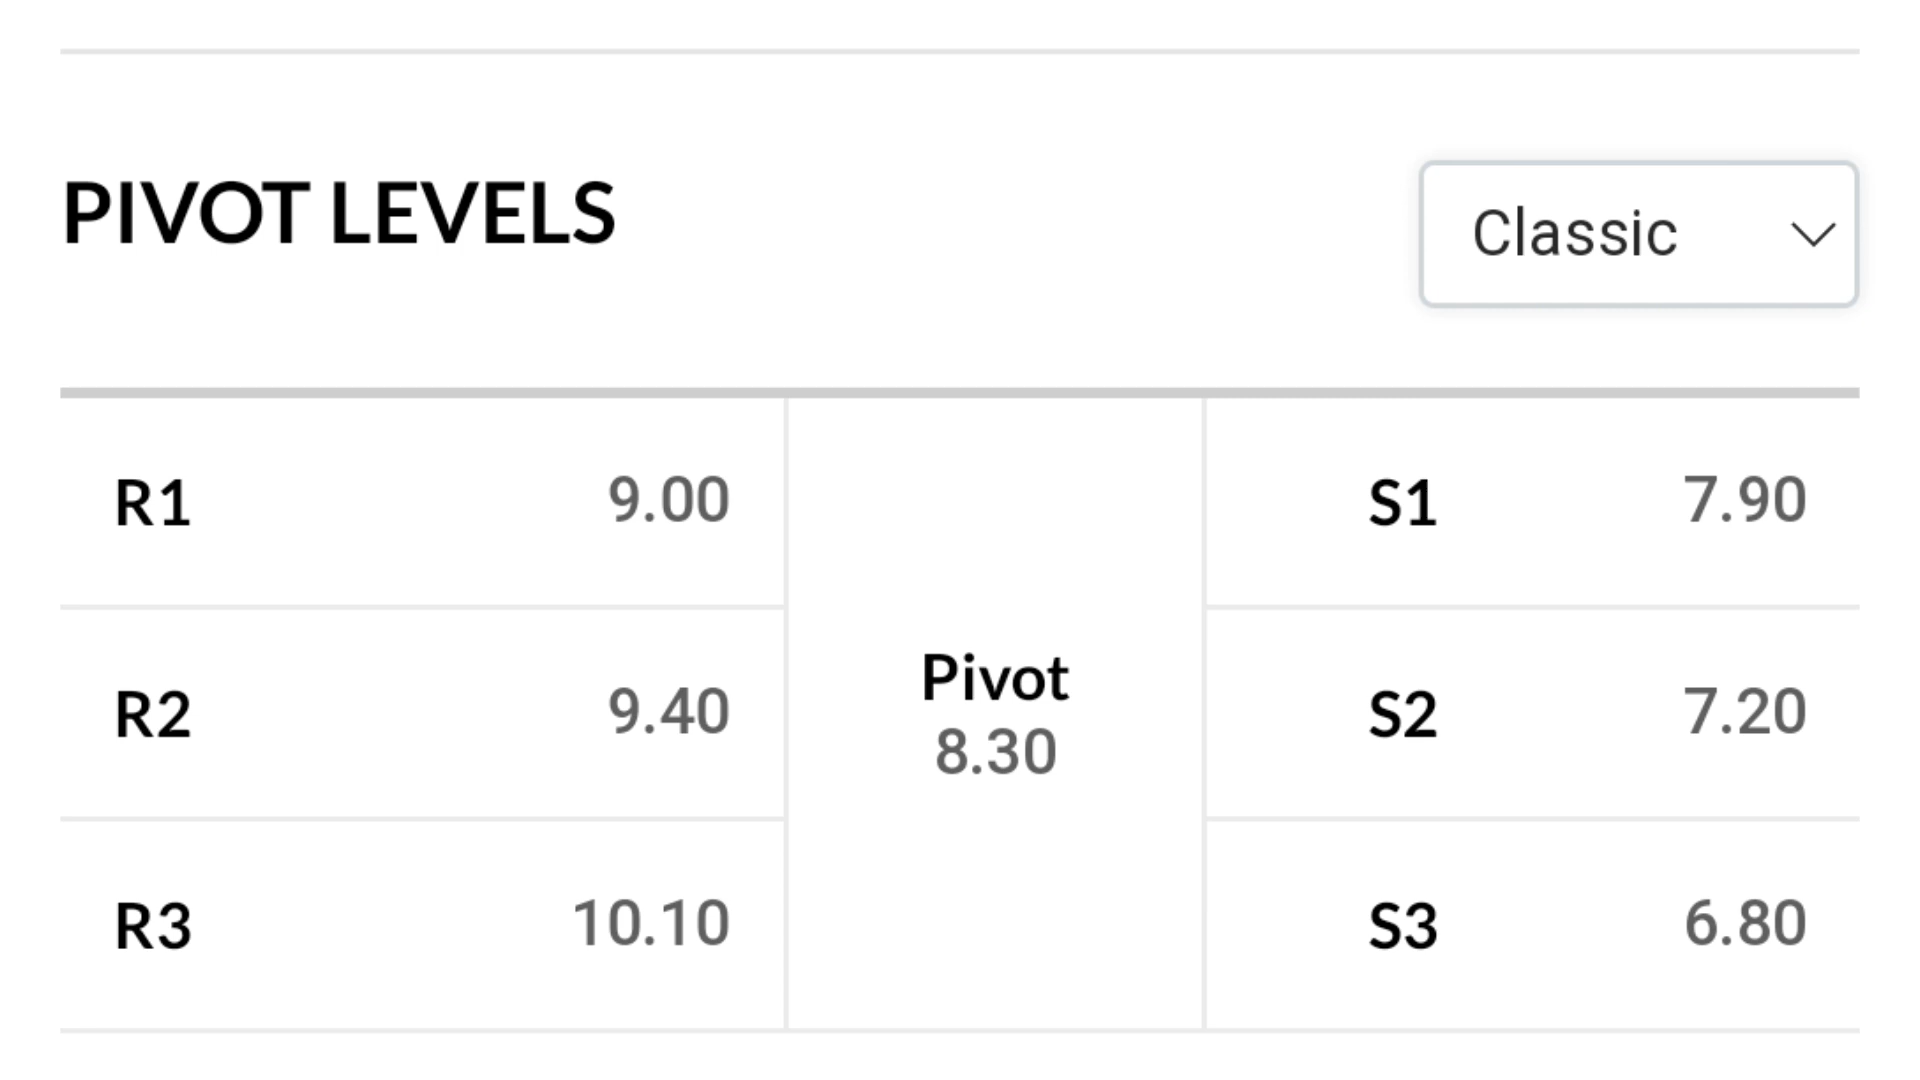 PIVOT LEVELS
Classic
R1 9.00
R2 9.40
R3 10.10
Pivot
8.30
S1 7.90
S2 7.20
S3 6.80